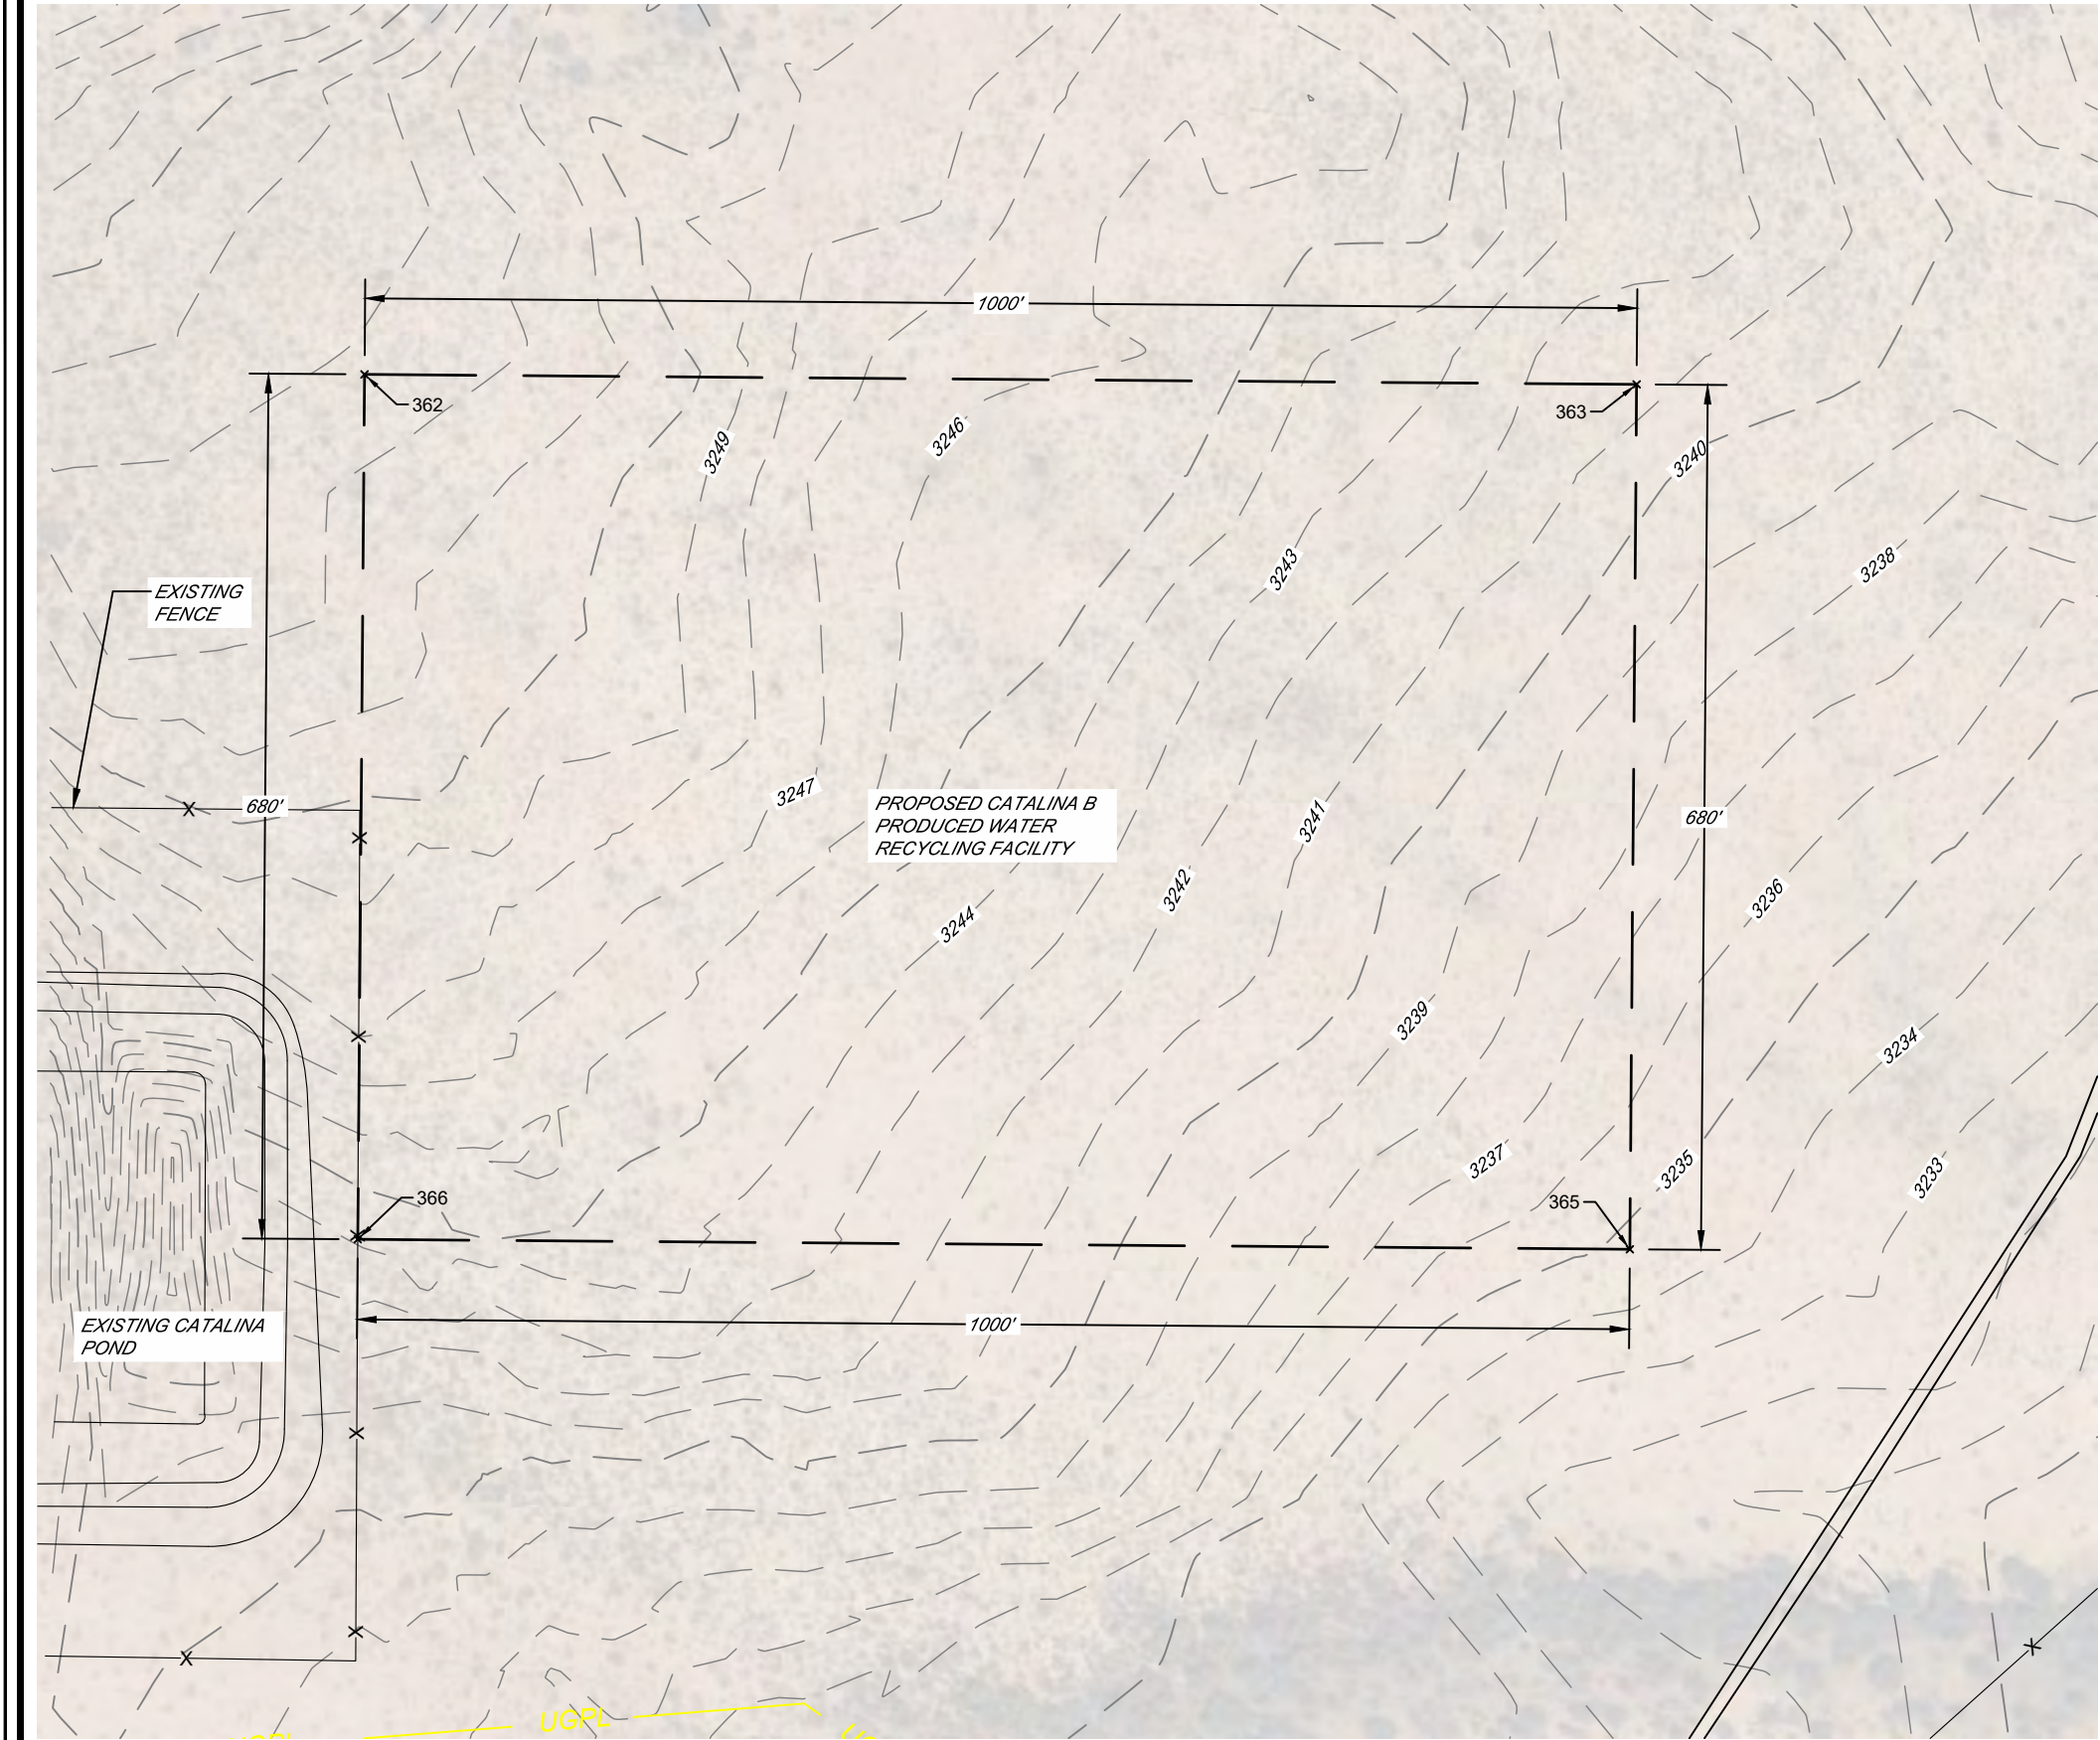 1000'
362
363
3249
3246
3240
3243
3238
EXISTING
FENCE
680'
3247
PROPOSED CATALINA B
PRODUCED WATER
RECYCLING FACILITY
3241
680'
3242
3236
3244
3239
3234
3237
3235
3233
366
365
EXISTING CATALINA
POND
1000'
UGPL